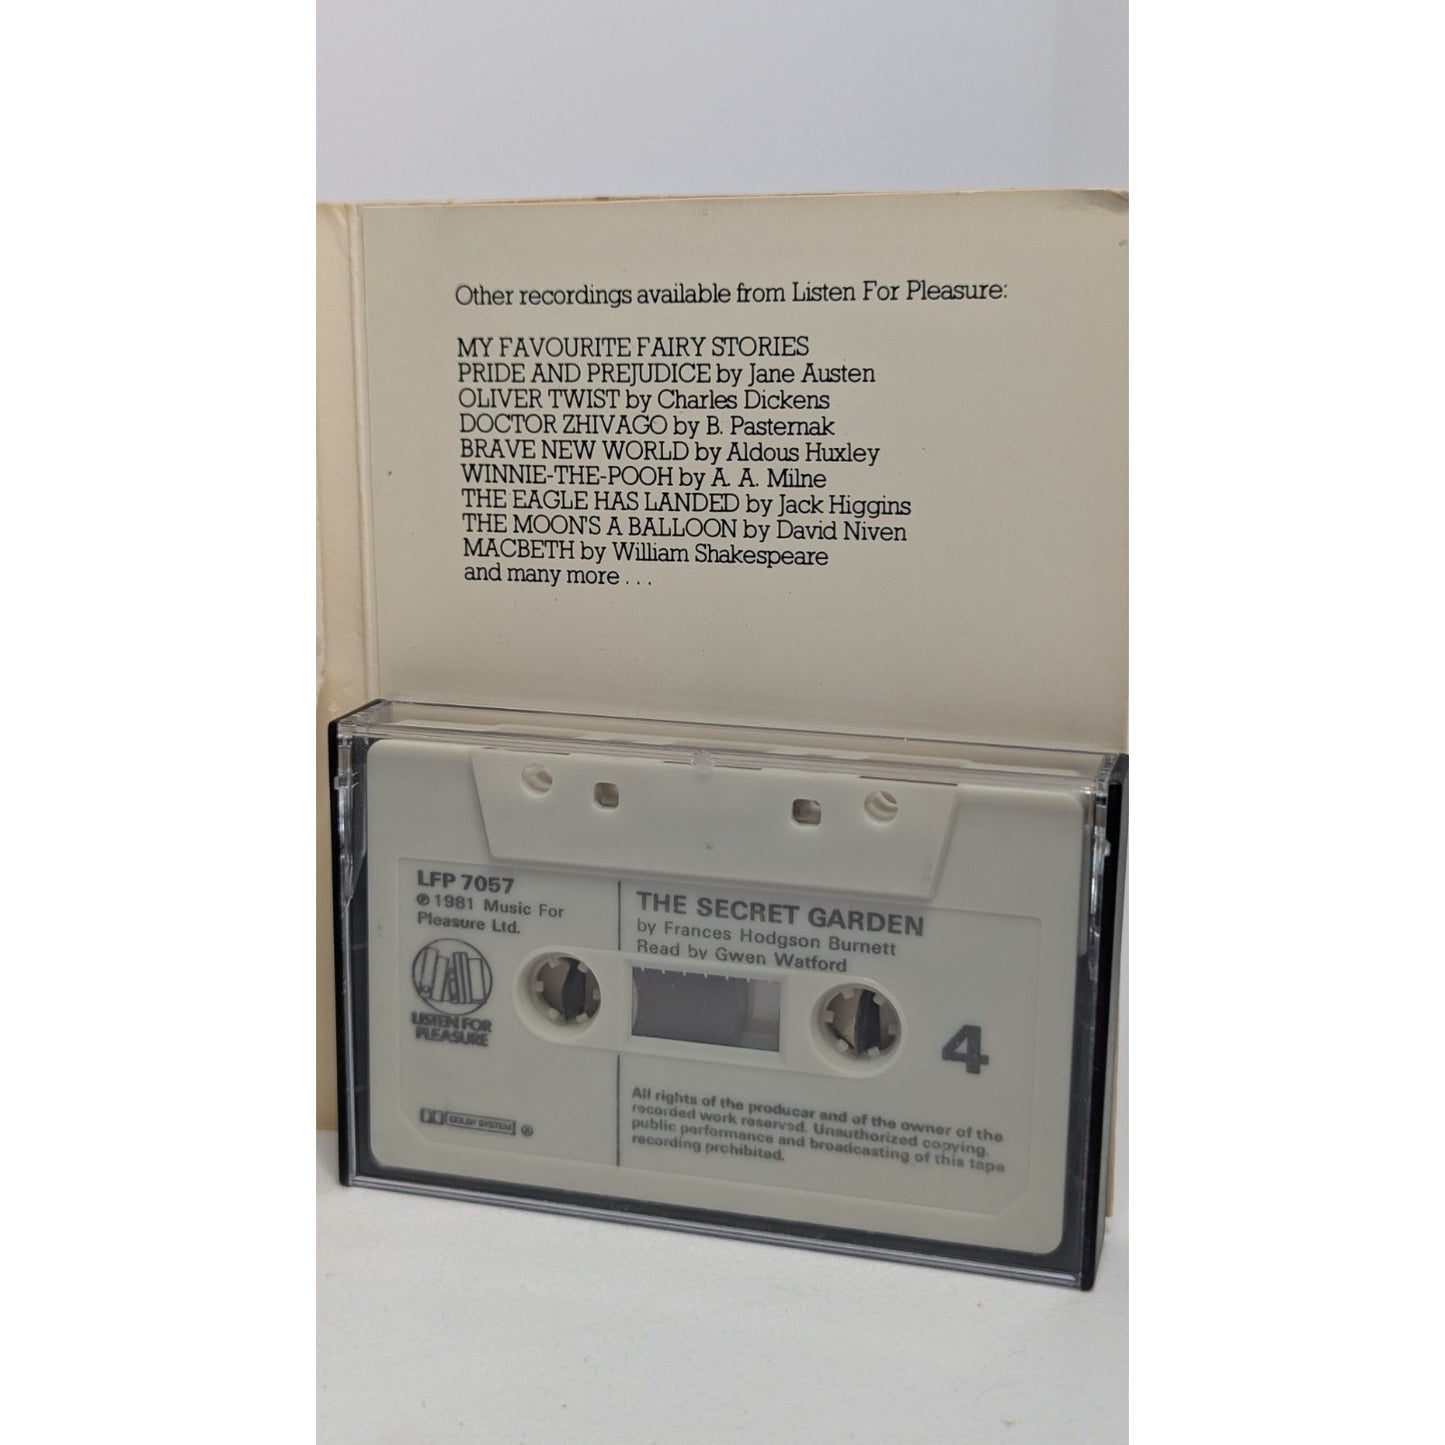 Other recordings available from Listen For Pleasure:
MY FAVOURITE FAIRY STORIES
PRIDE AND PREJUDICE by Jane Austen
OLIVER TWIST by Charles Dickens
DOCTOR ZHIVAGO by B. Pasternak
BRAVE NEW WORLD by Aldous Huxley
WINNIE-THE-POOH by A. A. Milne
THE EAGLE HAS LANDED by Jack Higgins
THE MOON'S A BALLOON by David Niven
MACBETH by William Shakespeare
and many more . . .
LFP 7057
℗ 1981 Music For
Pleasure Ltd.
LISTEN FOR
PLEASURE
DOLBY SYSTEM ®
THE SECRET GARDEN
by Frances Hodgson Burnett
Read by Gwen Watford
4
All rights of the producer and of the owner of the
recorded work reserved. Unauthorized copying,
public performance and broadcasting of this tape
recording prohibited.